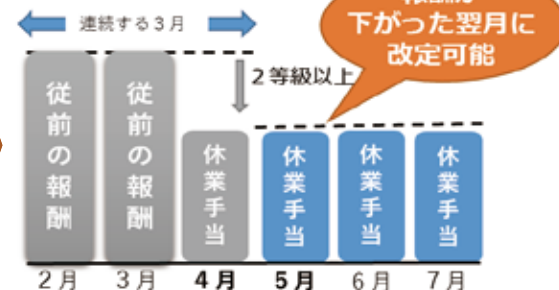 連続する3月
下がった翌月に
改定可能
2等級以上
従前の報酬
従前の報酬
休業手当
休業手当
休業手当
休業手当
2月
3月
4月
5月
6月
7月